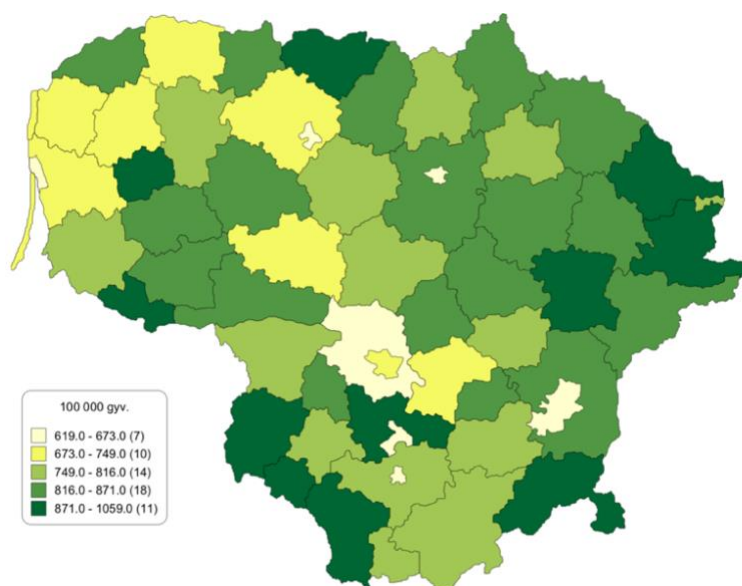 100 000 gyv.
619.0 - 673.0 (7)
673.0 - 749.0 (10)
749.0 - 816.0 (14)
816.0 - 871.0 (18)
871.0 - 1059.0 (11)